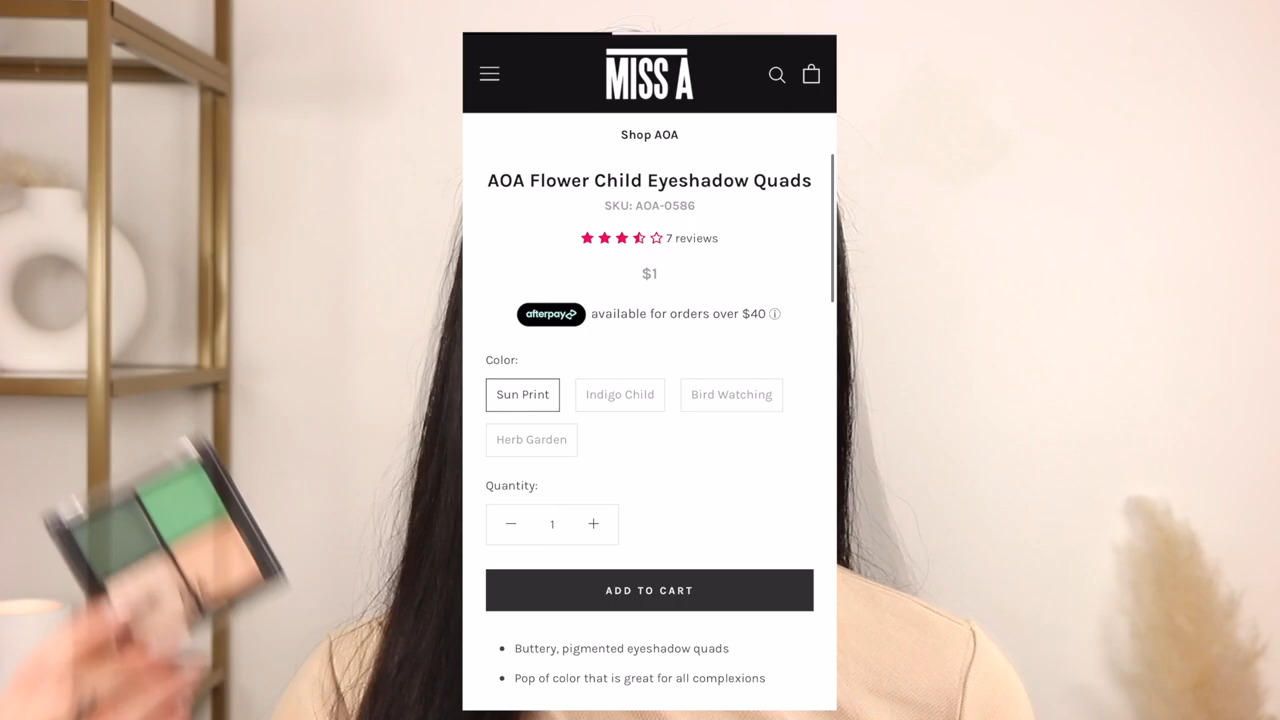 MISS A
Shop AOA
AOA Flower Child Eyeshadow Quads
SKU: AOA-0586
7 reviews
$1
afterpay available for orders over $40
Color:
Sun Print Indigo Child Bird Watching
Herb Garden
Quantity:
1
ADD TO CART
Buttery, pigmented eyeshadow quads
Pop of color that is great for all complexions